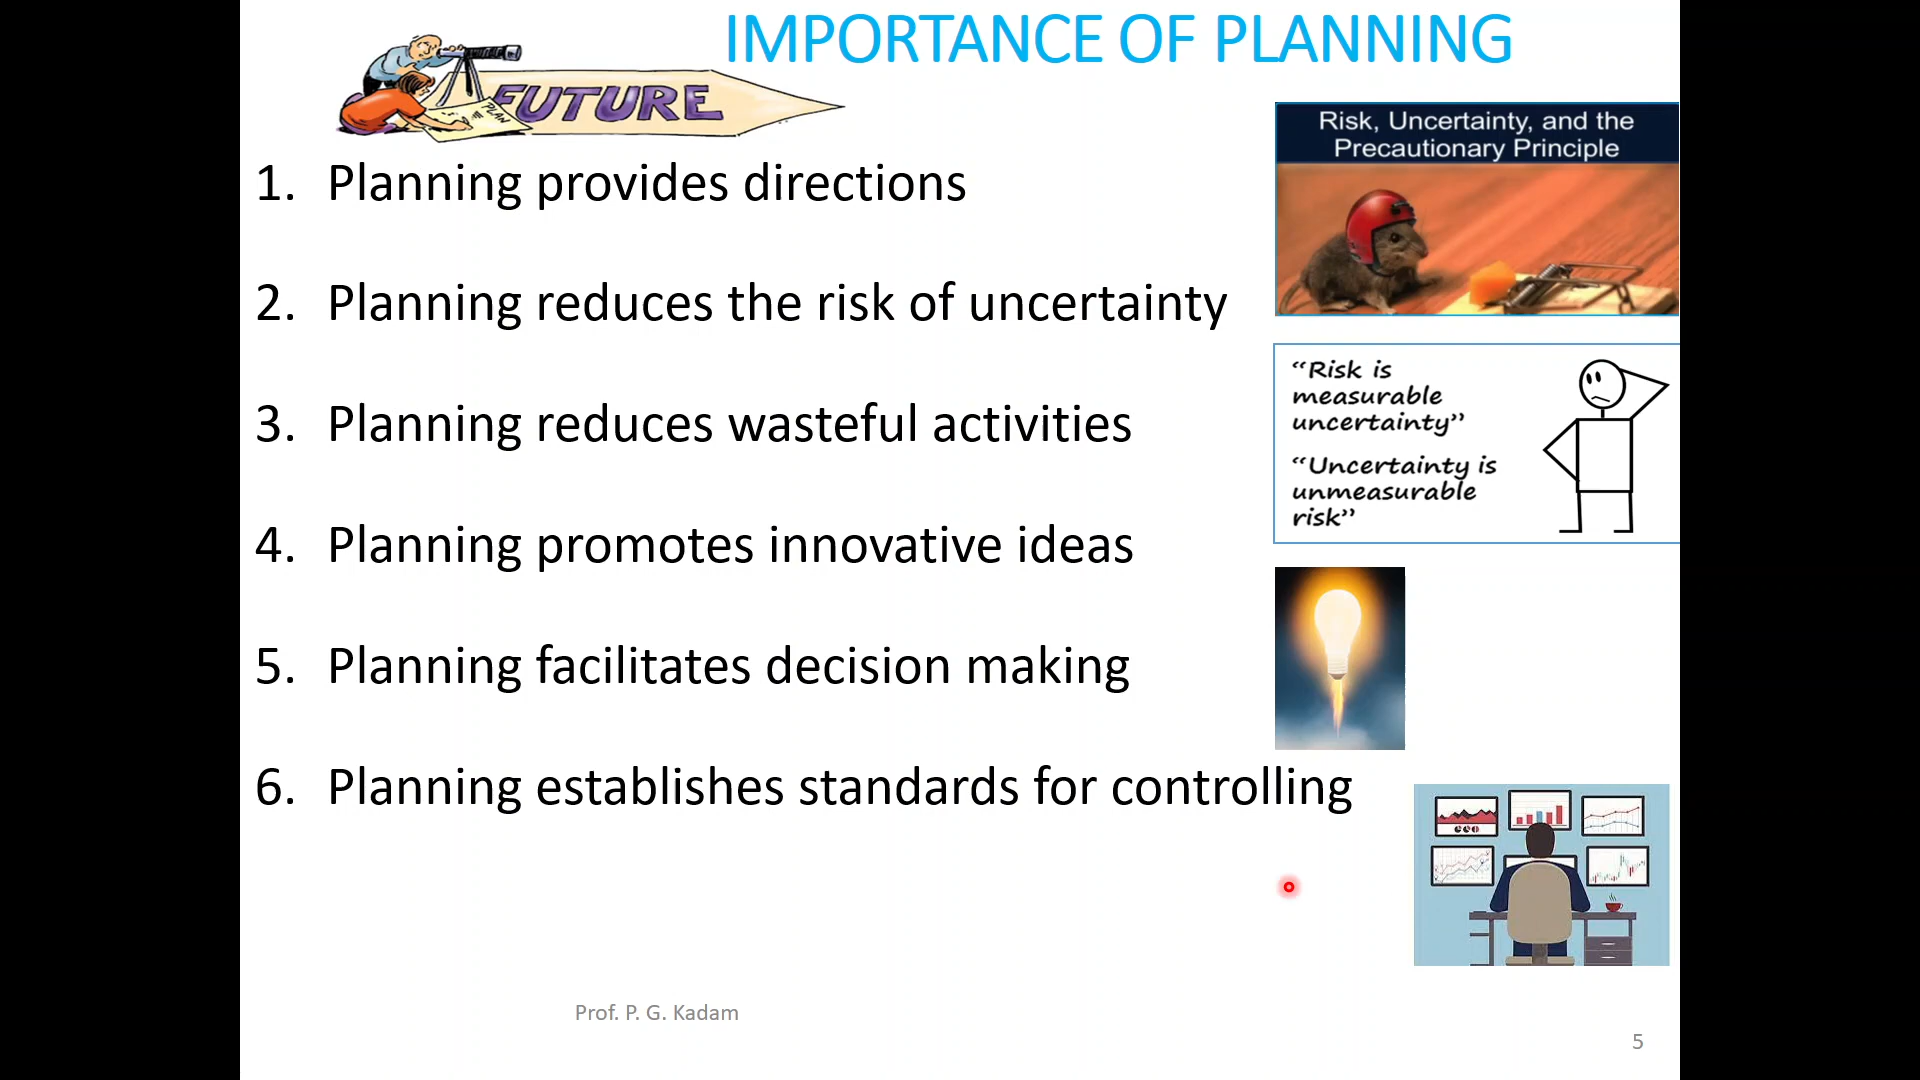 IMPORTANCE OF PLANNING
FUTURE
PLAN
Risk, Uncertainty, and the
Precautionary Principle
1. Planning provides directions
2. Planning reduces the risk of uncertainty
“Risk is
measurable
uncertainty”
3. Planning reduces wasteful activities
“Uncertainty is
unmeasurable
risk”
4. Planning promotes innovative ideas
5. Planning facilitates decision making
6. Planning establishes standards for controlling
Prof. P. G. Kadam
5